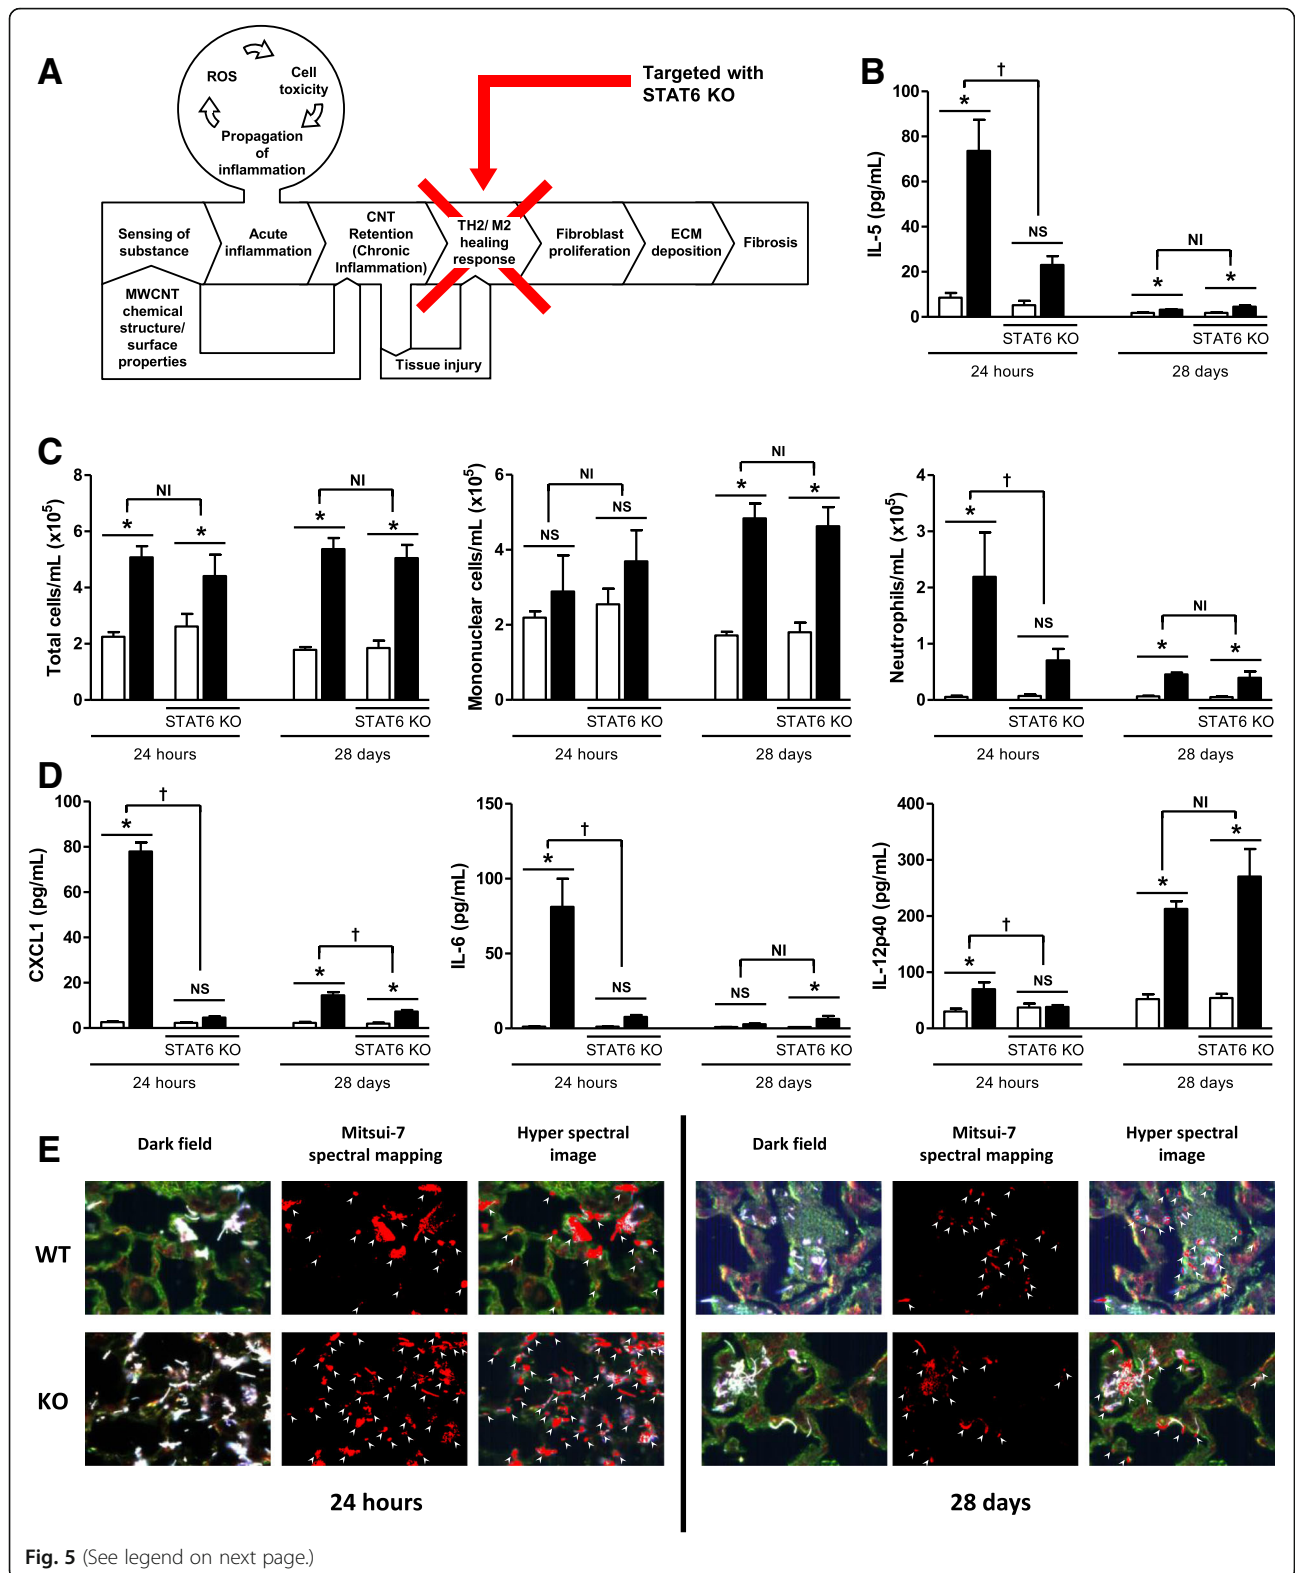 A
ROS
Cell
toxicity
Propagation
of
inflammation
Targeted with
STAT6 KO
Sensing of
substance
Acute
inflammation
CNT
Retention
(Chronic
Inflammation)
TH2/ M2
healing
response
Fibroblast
proliferation
ECM
deposition
Fibrosis
MWCNT
chemical
structure/
surface
properties
Tissue injury
B
IL-5 (pg/mL)
100
80
60
40
20
0
*
†
NS
*
NI
*
STAT6 KO
STAT6 KO
24 hours
28 days
C
Total cells/mL (x10⁵)
8
6
4
2
0
*
NI
*
*
NI
*
STAT6 KO
24 hours
28 days
Mononuclear cells/mL (x10⁵)
6
4
2
0
NS
NI
NS
*
NI
*
STAT6 KO
24 hours
28 days
Neutrophils/mL (x10⁵)
4
3
2
1
0
*
†
NS
*
NI
*
STAT6 KO
24 hours
28 days
D
CXCL1 (pg/mL)
100
80
60
40
20
0
*
†
NS
*
†
*
STAT6 KO
STAT6 KO
24 hours
28 days
IL-6 (pg/mL)
150
100
50
0
*
†
NS
NS
NI
*
STAT6 KO
STAT6 KO
24 hours
28 days
IL-12p40 (pg/mL)
400
300
200
100
0
*
†
NS
*
NI
*
STAT6 KO
STAT6 KO
24 hours
28 days
E
Dark field
Mitsui-7
spectral mapping
Hyper spectral
image
Dark field
Mitsui-7
spectral mapping
Hyper spectral
image
WT
KO
24 hours
28 days
Fig. 5 (See legend on next page.)